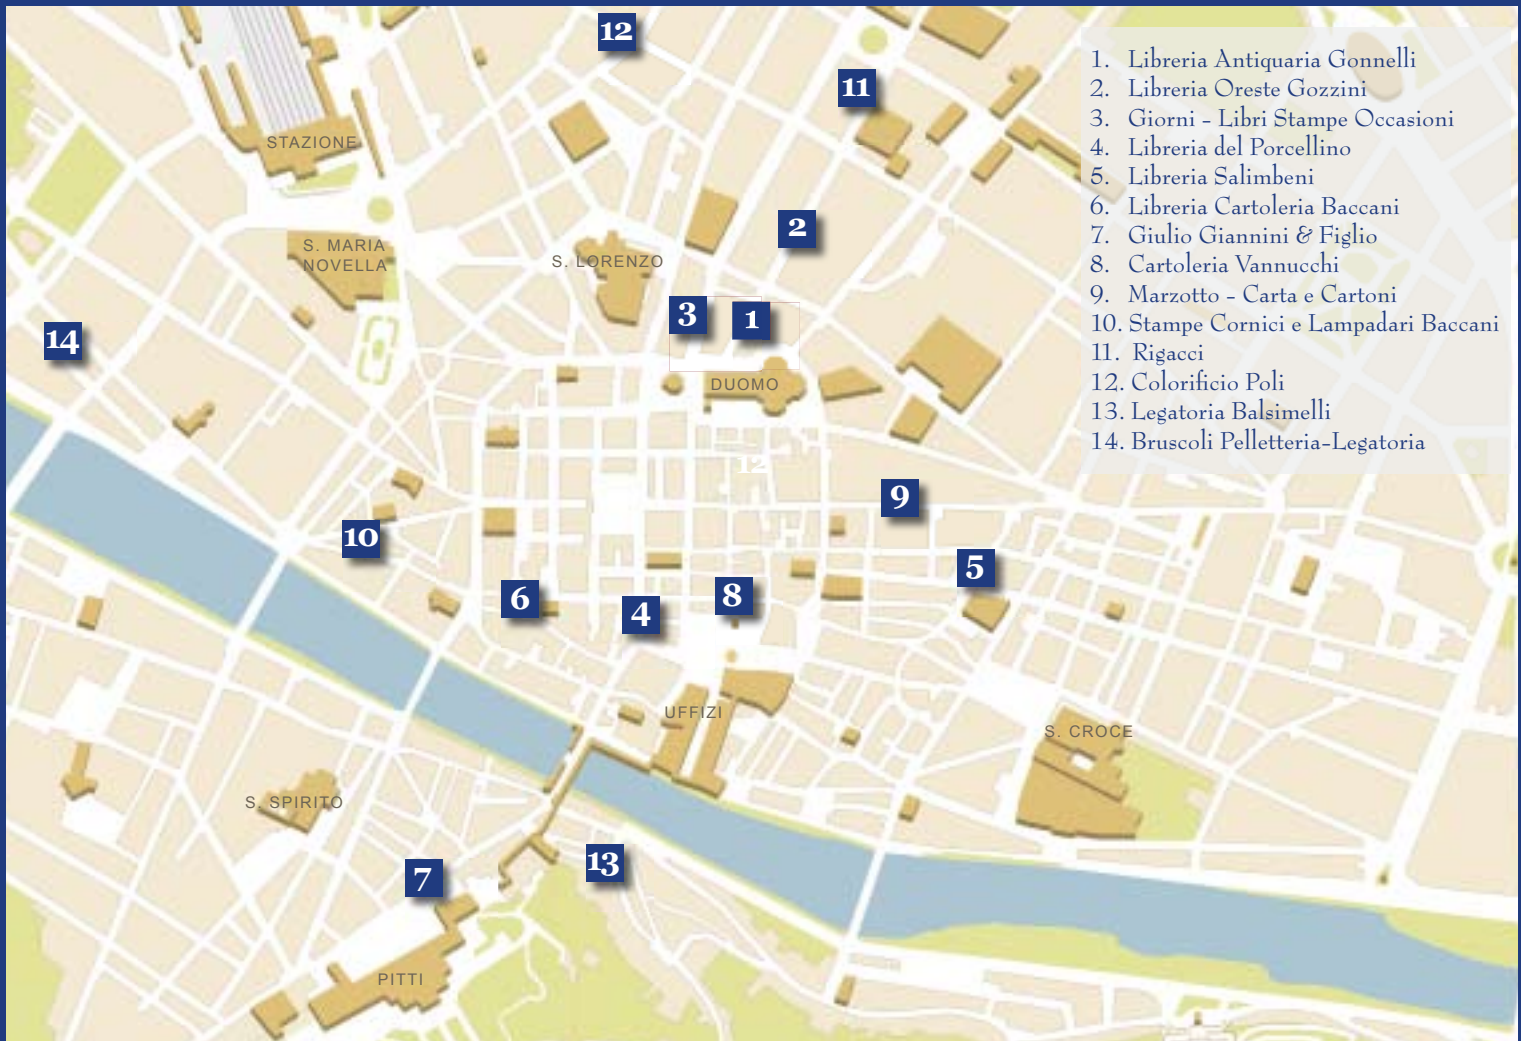 12
11
1. Libreria Antiquaria Gonnelli
2. Libreria Oreste Gozzini
3. Giorni - Libri Stampe Occasioni
4. Libreria del Porcellino
5. Libreria Salimbeni
6. Libreria Cartoleria Baccani
7. Giulio Giannini & Figlio
8. Cartoleria Vannucchi
9. Marzotto - Carta e Cartoni
10. Stampe Cornici e Lampadari Baccani
11. Rigacci
12. Colorificio Poli
13. Legatoria Balsimelli
14. Bruscoli Pelletteria-Legatoria
STAZIONE
2
S. MARIA
NOVELLA
S. LORENZO
3
1
14
DUOMO
12
9
10
5
6
4
8
UFFIZI
S. CROCE
S. SPIRITO
13
7
PITTI